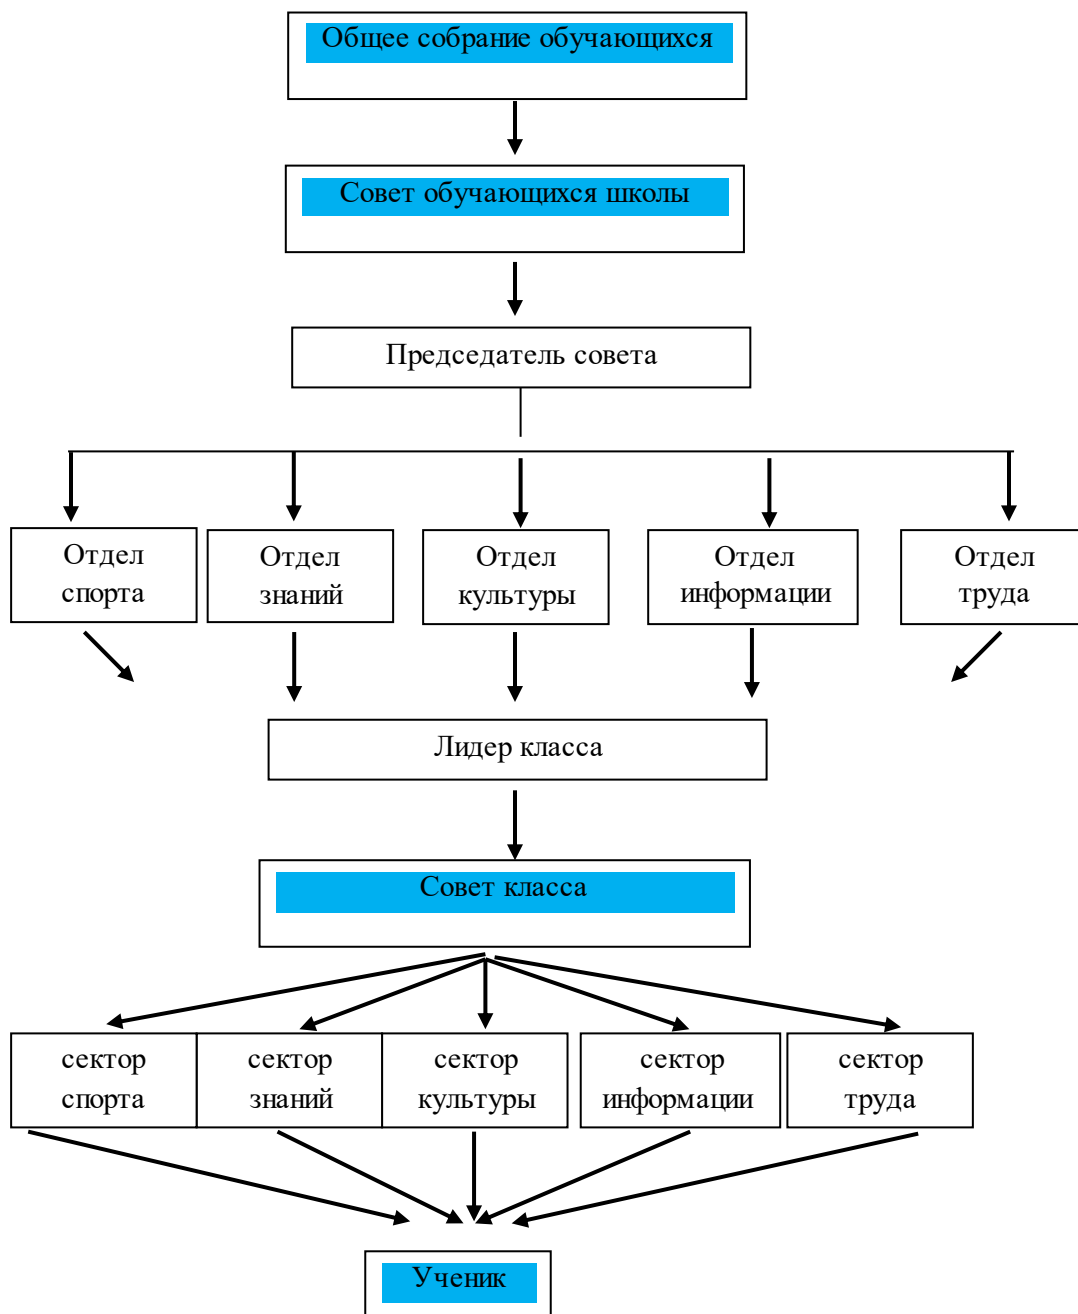 Общее собрание обучающихся
Совет обучающихся школы
Председатель совета
Отдел
спорта
Отдел
знаний
Отдел
культуры
Отдел
информации
Отдел
труда
Лидер класса
Совет класса
сектор
спорта
сектор
знаний
сектор
культуры
сектор
информации
сектор
труда
Ученик